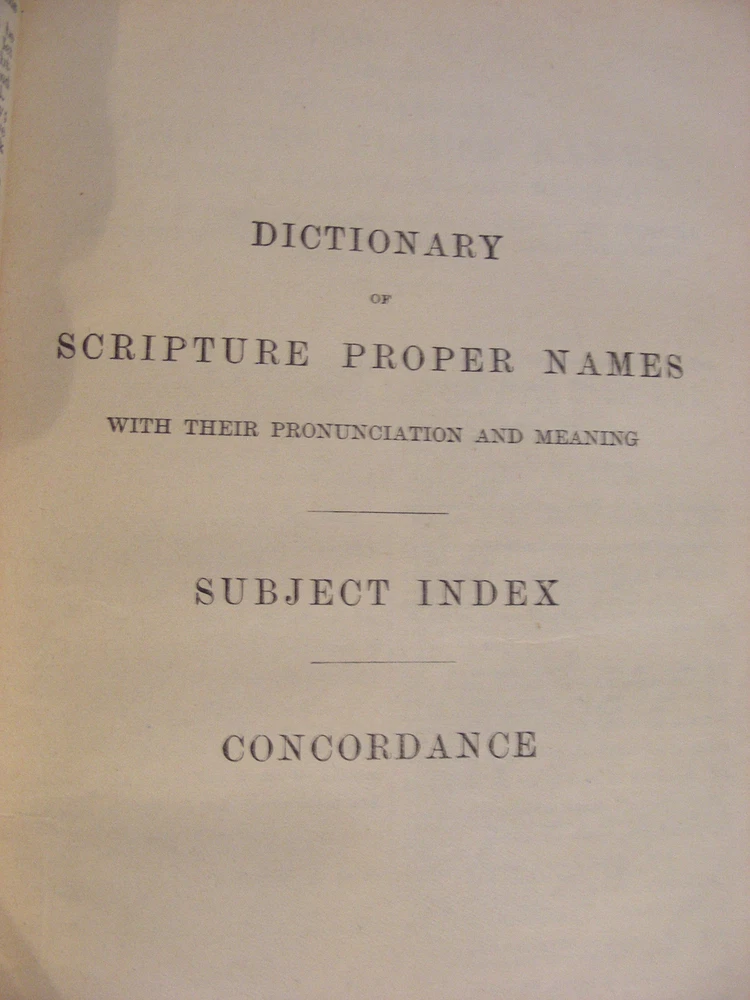 DICTIONARY
OF
SCRIPTURE PROPER NAMES
WITH THEIR PRONUNCIATION AND MEANING
SUBJECT INDEX
CONCORDANCE